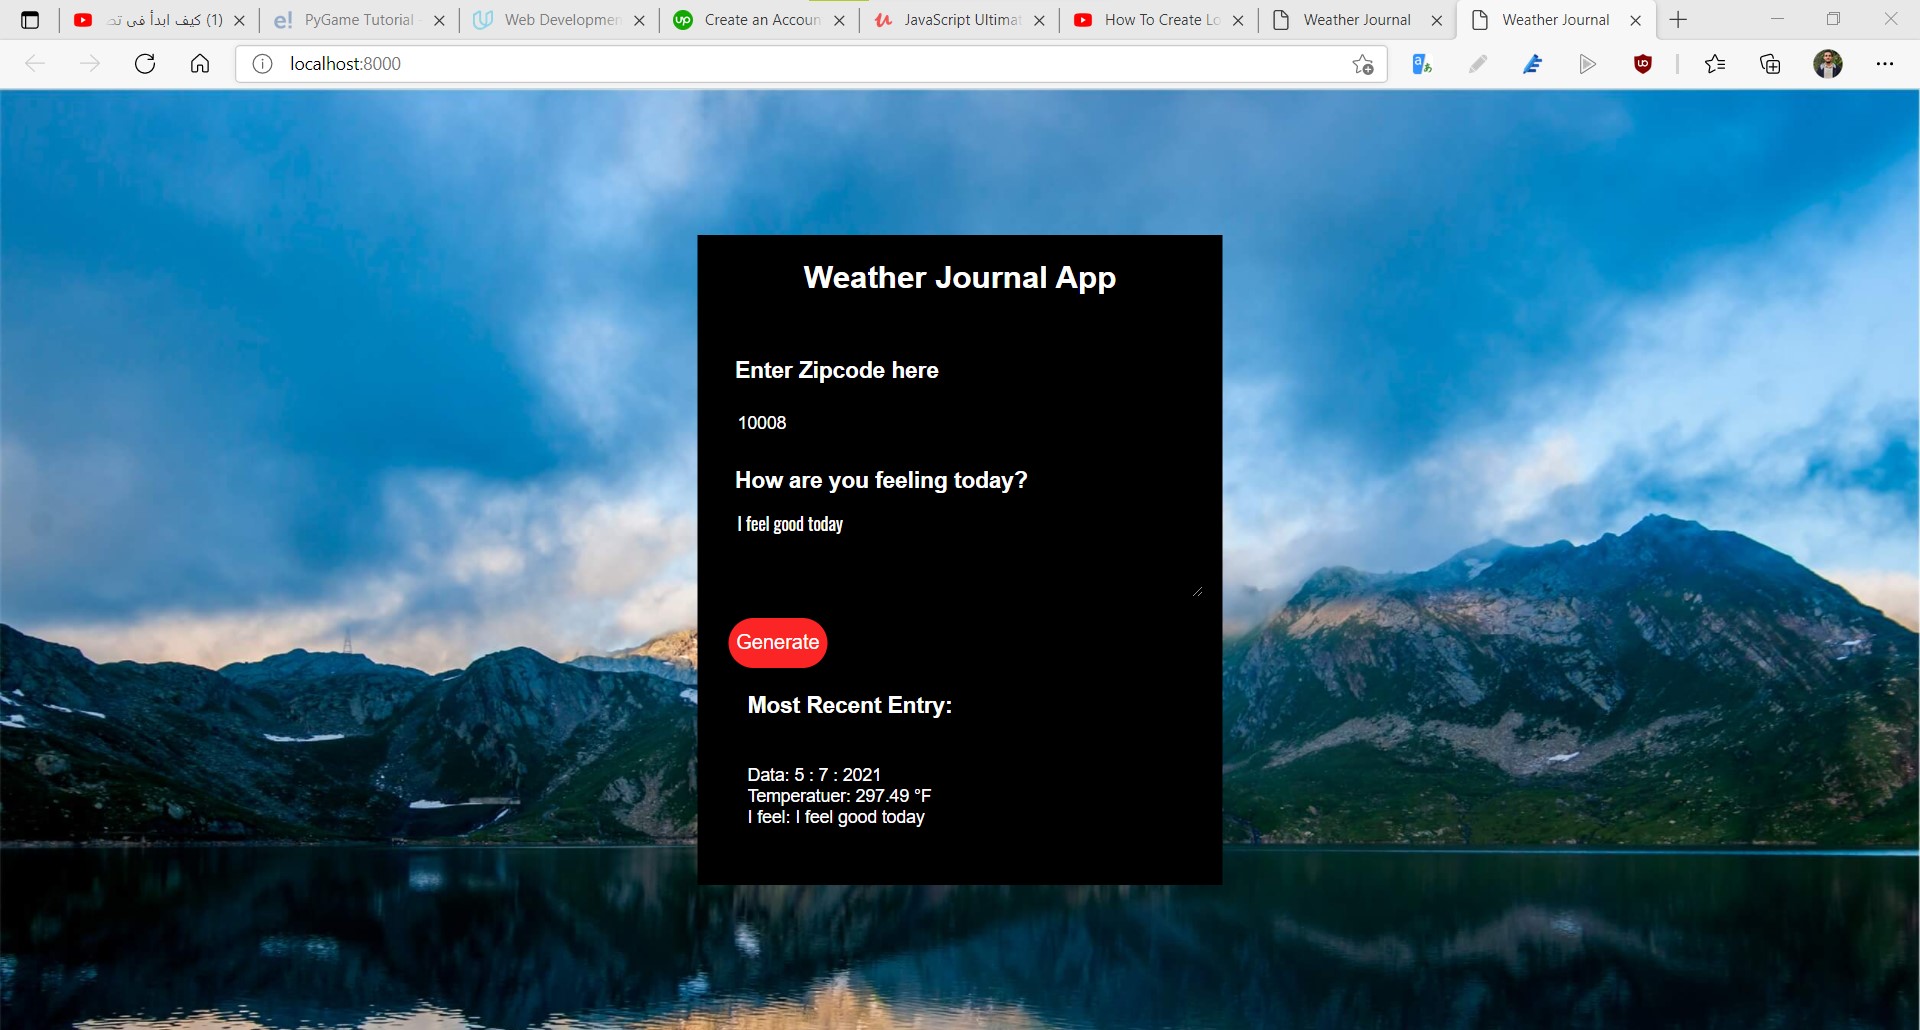 (1) كيف ابدأ في تص
PyGame Tutorial -
Web Developmen
Create an Accoun
JavaScript Ultimat
How To Create Lo
Weather Journal
Weather Journal
localhost:8000
Weather Journal App
Enter Zipcode here
10008
How are you feeling today?
I feel good today
Generate
Most Recent Entry:
Data: 5 : 7 : 2021
Temperatuer: 297.49 °F
I feel: I feel good today